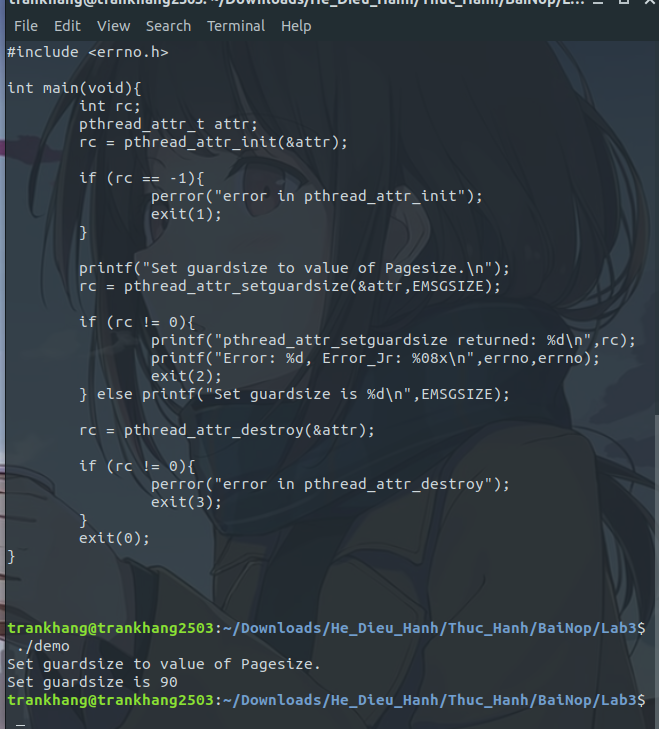 trankhang@trankhang2503: ~/Downloads/He_Dieu_Hanh/Thuc_Hanh/BaiNop/L...
File Edit View Search Terminal Help
#include <errno.h>

int main(void){
        int rc;
        pthread_attr_t attr;
        rc = pthread_attr_init(&attr);

        if (rc == -1){
                perror("error in pthread_attr_init");
                exit(1);
        }

        printf("Set guardsize to value of Pagesize.\n");
        rc = pthread_attr_setguardsize(&attr,EMSGSIZE);

        if (rc != 0){
                printf("pthread_attr_setguardsize returned: %d\n",rc);
                printf("Error: %d, Error_Jr: %08x\n",errno,errno);
                exit(2);
        } else printf("Set guardsize is %d\n",EMSGSIZE);

        rc = pthread_attr_destroy(&attr);

        if (rc != 0){
                perror("error in pthread_attr_destroy");
                exit(3);
        }
        exit(0);
}

trankhang@trankhang2503:~/Downloads/He_Dieu_Hanh/Thuc_Hanh/BaiNop/Lab3$
 ./demo
Set guardsize to value of Pagesize.
Set guardsize is 90
trankhang@trankhang2503:~/Downloads/He_Dieu_Hanh/Thuc_Hanh/BaiNop/Lab3$